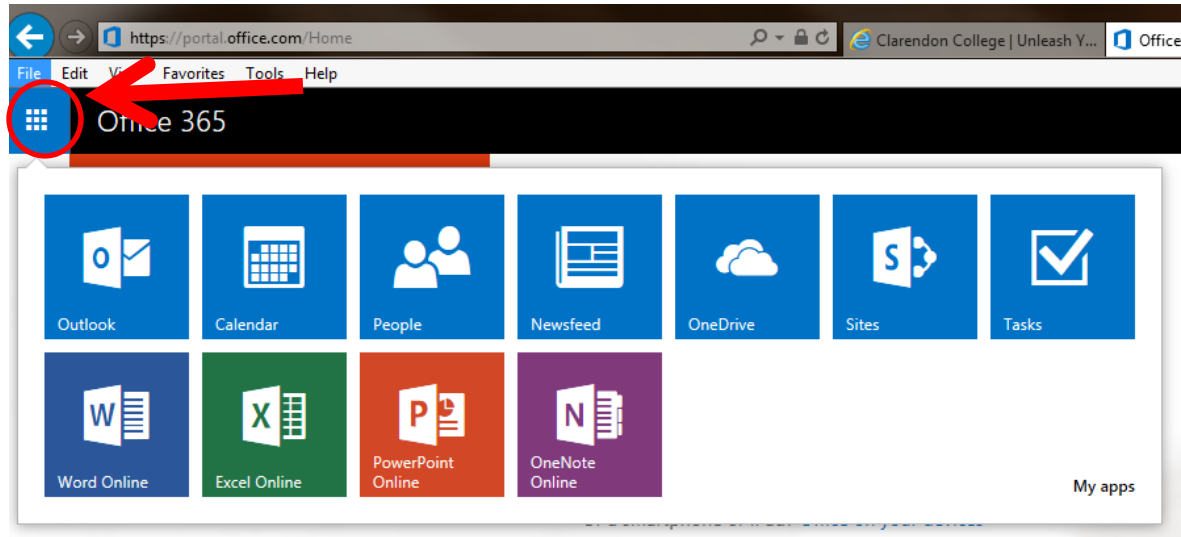 https://portal.office.com/Home
Clarendon College | Unleash Y...
Office
File Edit Favorites Tools Help
Office 365
Outlook
Calendar
People
Newsfeed
OneDrive
Sites
Tasks
Word Online
Excel Online
PowerPoint
Online
OneNote
Online
My apps